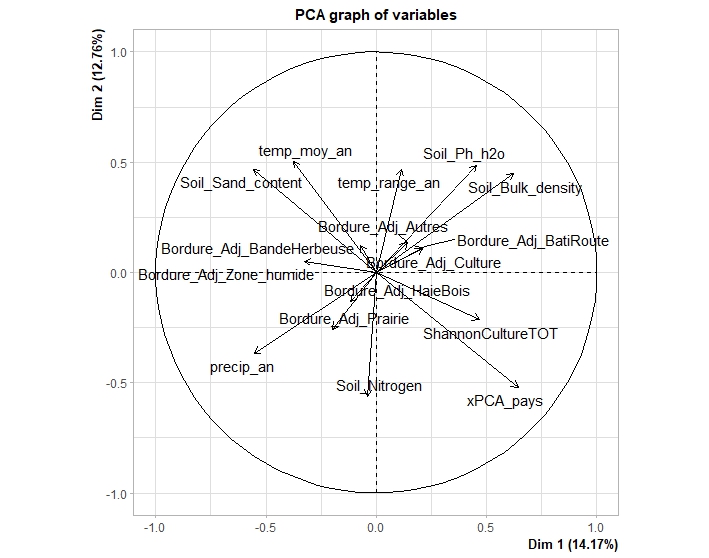 PCA graph of variables
Dim 2 (12.76%)
1.0
0.5
0.0
-0.5
-1.0
temp_moy_an
Soil_Ph_h2o
Soil_Sand_content
temp_range_an
Soil_Bulk_density
Bordure_Adj_Autres
Bordure_Adj_BatiRoute
Bordure_Adj_BandeHerbeuse
Bordure_Adj_Culture
Bordure_Adj_Zone_humide
Bordure_Adj_HaieBois
Bordure_Adj_Prairie
ShannonCultureTOT
precip_an
Soil_Nitrogen
xPCA_pays
-1.0
-0.5
0.0
0.5
1.0
Dim 1 (14.17%)